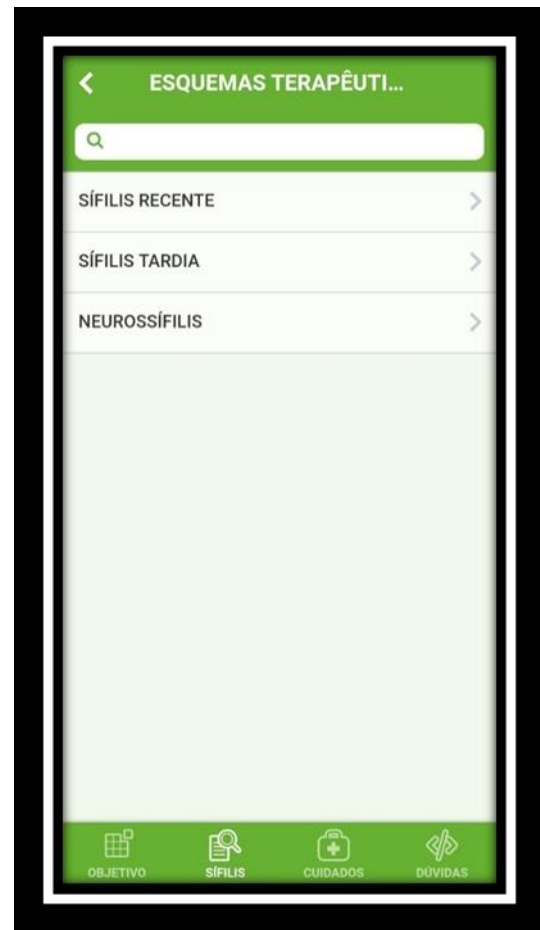 ESQUEMAS TERAPÊUTI...
SÍFILIS RECENTE
SÍFILIS TARDIA
NEUROSSÍFILIS
OBJETIVO SÍFILIS CUIDADOS DÚVIDAS